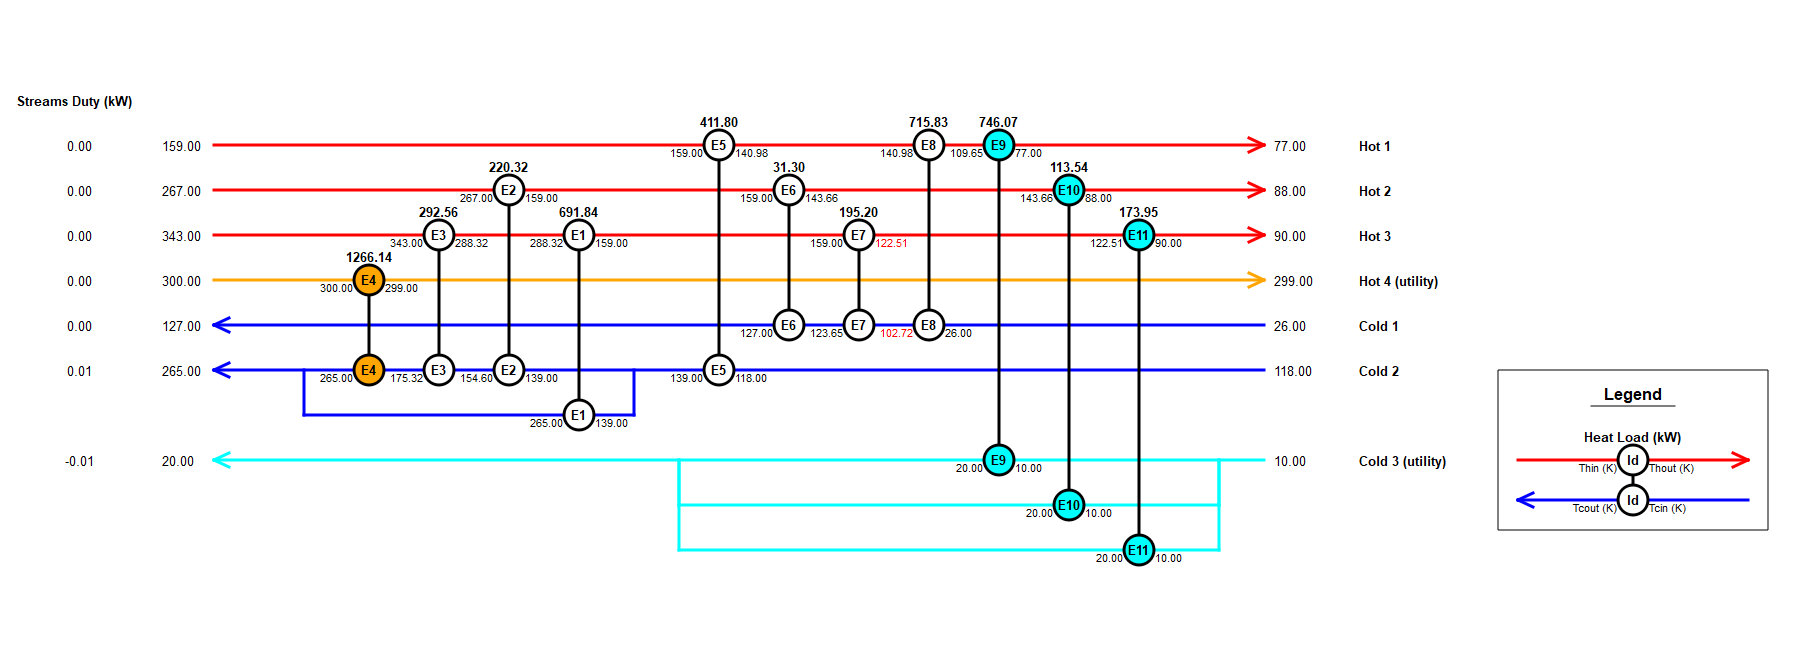 Streams Duty (kW)
411.80 715.83 746.07
0.00 159.00 E5 E8 E9 77.00 Hot 1
159.00 140.98 140.98 109.65 77.00
220.32 31.30 113.54
0.00 267.00 E2 E6 E10 88.00 Hot 2
267.00 159.00 159.00 143.66 143.66 88.00
292.56 691.84 195.20 173.95
0.00 343.00 E3 E1 E7 E11 90.00 Hot 3
343.00 288.32 288.32 159.00 159.00 122.51 122.51 90.00
1266.14
0.00 300.00 E4 299.00 Hot 4 (utility)
300.00 299.00
0.00 127.00 E6 E7 E8 26.00 Cold 1
127.00 123.65 102.72 26.00
0.01 265.00 E4 E3 E2 E5 118.00 Cold 2
265.00 175.32 154.60 139.00 139.00 118.00
E1
265.00 139.00
-0.01 20.00 E9 10.00 Cold 3 (utility)
20.00 10.00
E10
20.00 10.00
E11
20.00 10.00
Legend
Heat Load (kW)
Id
Thin (K) Thout (K)
Id
Tcout (K) Tcin (K)